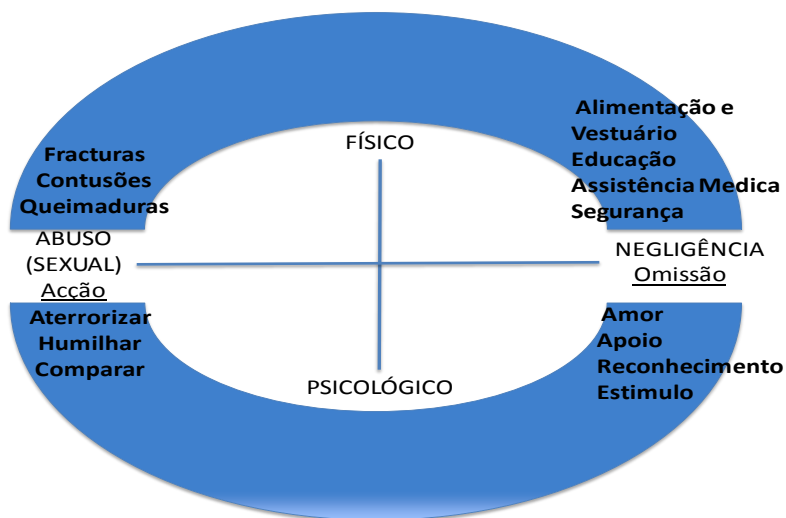 FÍSICO
Fracturas
Contusões
Queimaduras
Alimentação e
Vestuário
Educação
Assistência Medica
Segurança
ABUSO
(SEXUAL)
Acção
NEGLIGÊNCIA
Omissão
Aterrorizar
Humilhar
Comparar
Amor
Apoio
Reconhecimento
Estimulo
PSICOLÓGICO